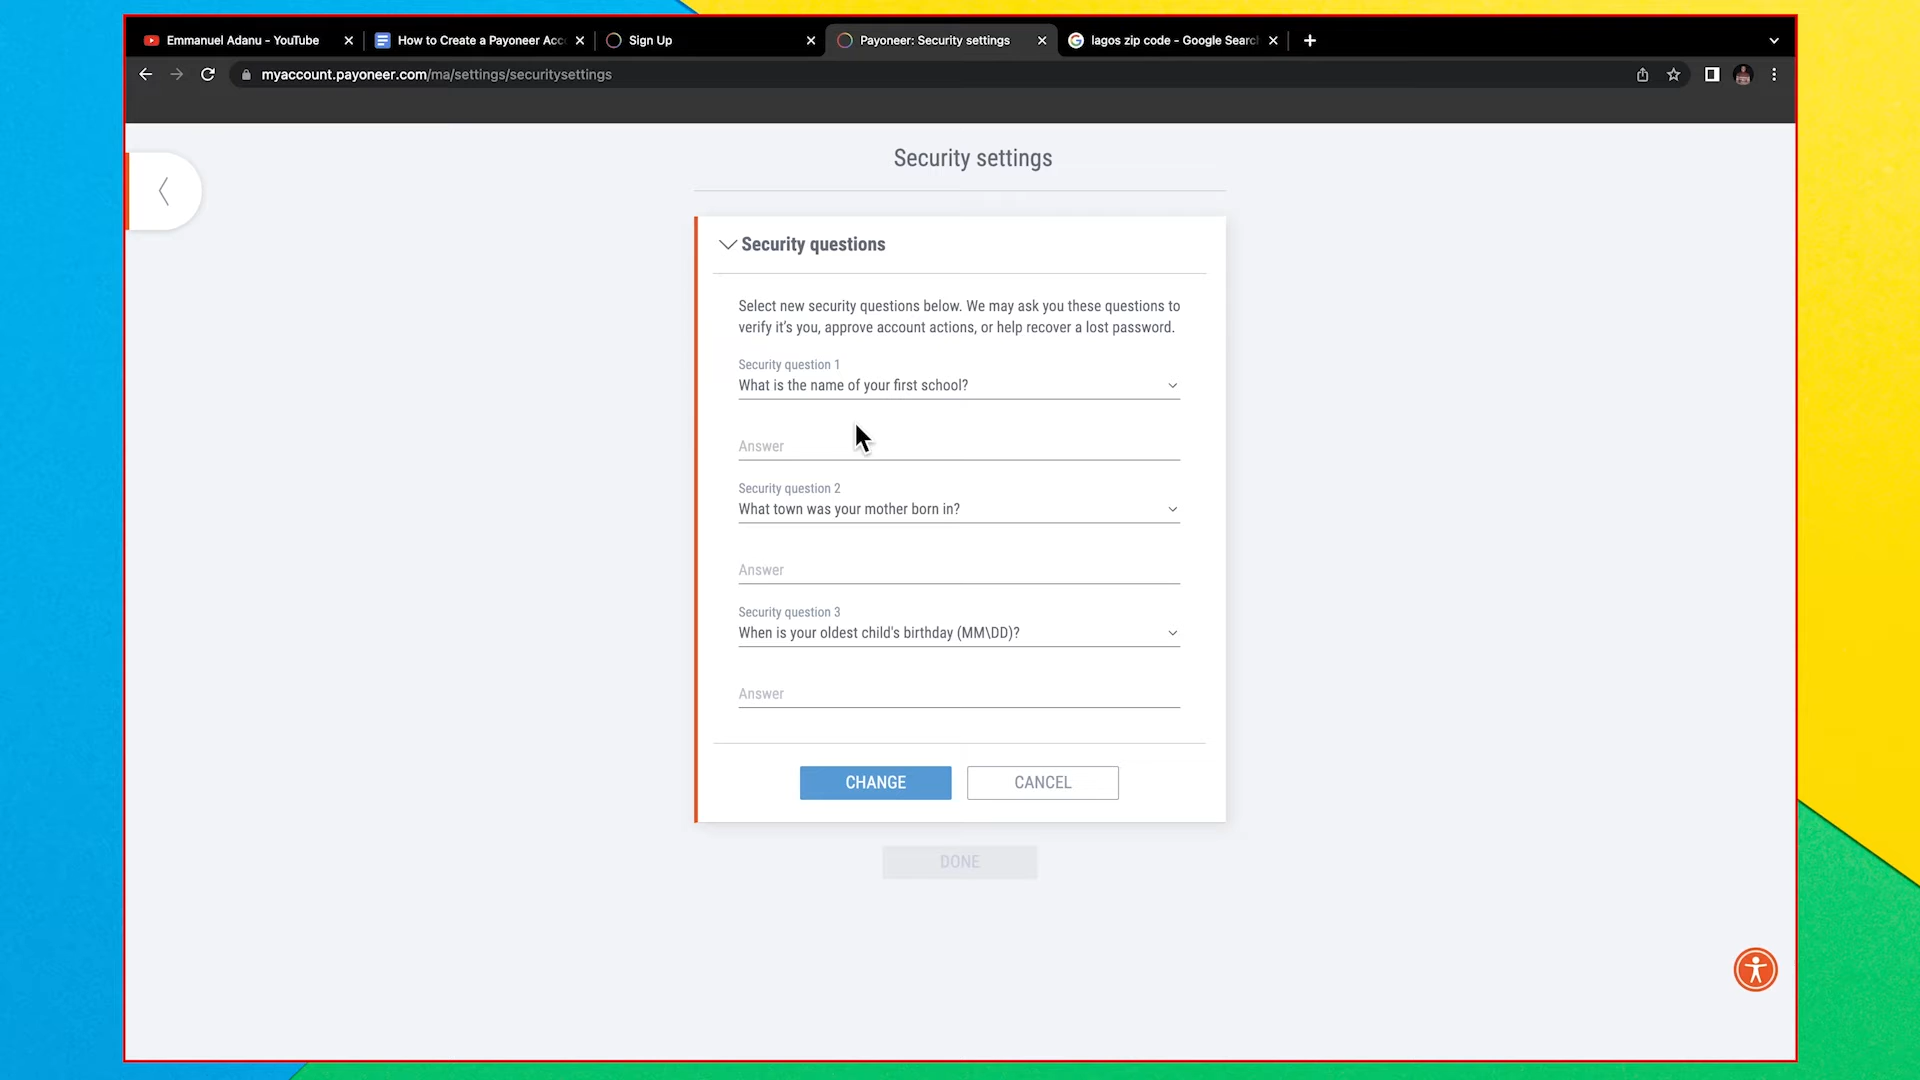 Emmanuel Adanu - YouTube
How to Create a Payoneer Acc
Sign Up
Payoneer: Security settings
lagos zip code - Google Searc
myaccount.payoneer.com/ma/settings/securitysettings
Security settings
Security questions
Select new security questions below. We may ask you these questions to
verify it's you, approve account actions, or help recover a lost password.
Security question 1
What is the name of your first school?
Answer
Security question 2
What town was your mother born in?
Answer
Security question 3
When is your oldest child's birthday (MM\DD)?
Answer
CHANGE
CANCEL
DONE